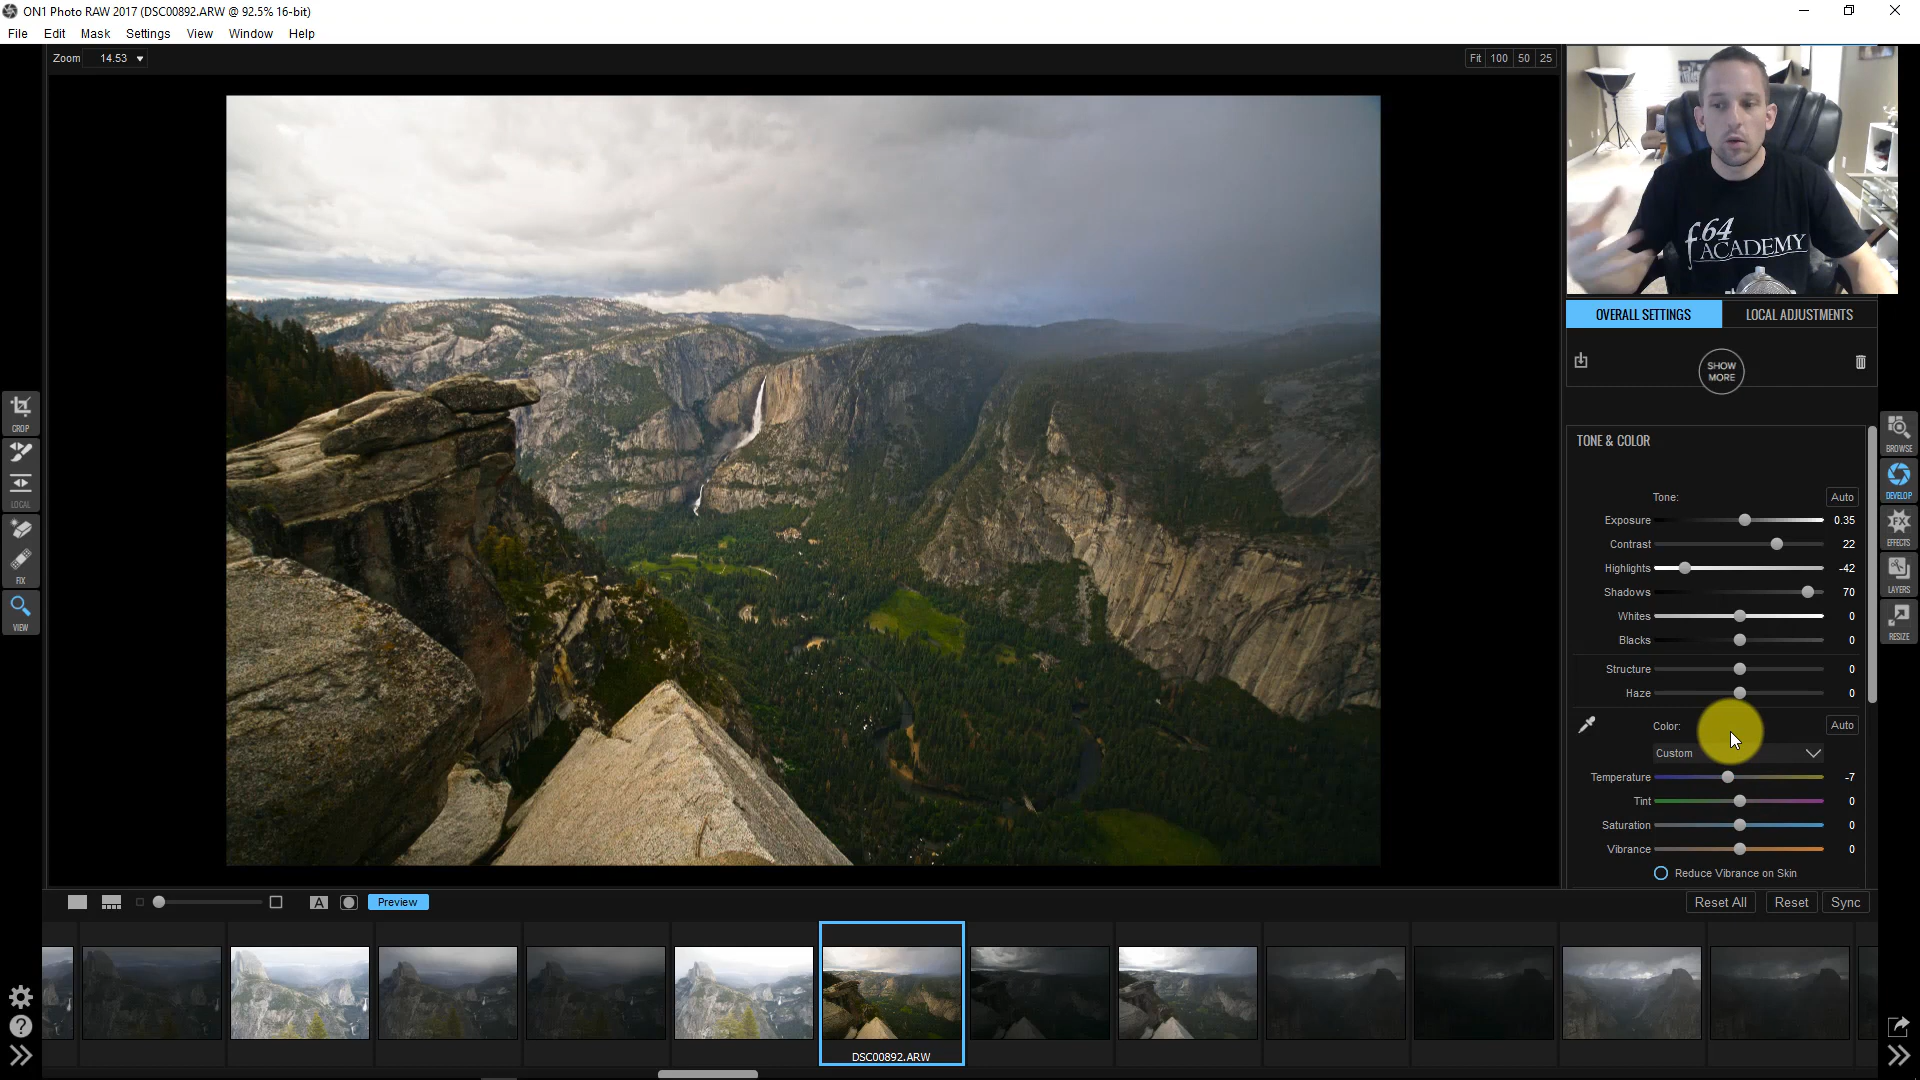 ON1 Photo RAW 2017 (DSC00892.ARW @ 92.5% 16-bit)
File Edit Mask Settings View Window Help
Zoom 14.53 Fit 100 50 25
f64
ACADEMY
OVERALL SETTINGS LOCAL ADJUSTMENTS
SHOW
MORE
TONE & COLOR
Tone: Auto
Exposure 0.35
Contrast 22
Highlights -42
Shadows 70
Whites 0
Blacks 0
Structure 0
Haze 0
Color: Auto
Custom
Temperature -7
Tint 0
Saturation 0
Vibrance 0
Reduce Vibrance on Skin
CROP
LOCAL
FIX
VIEW
BROWSE
DEVELOP
FX
EFFECTS
LAYERS
RESIZE
A Preview Reset All Reset Sync
DSC00892.ARW
?